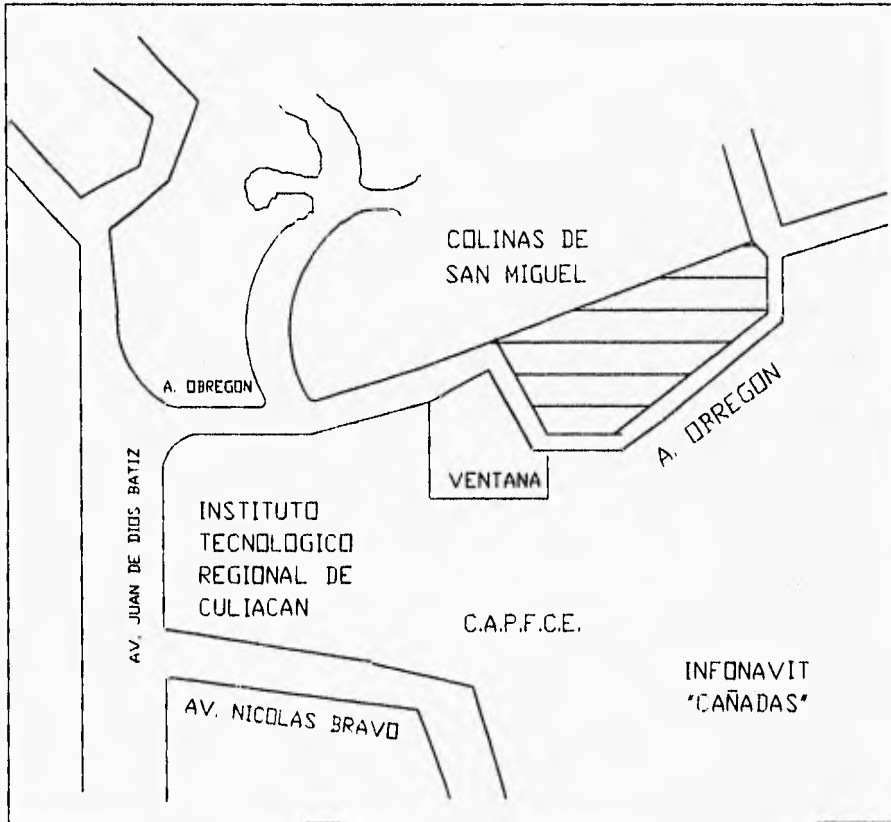 COLINAS DE
SAN MIGUEL
A. OBREGON
A. OBREGON
VENTANA
AV. JUAN DE DIOS BATIZ
INSTITUTO
TECNOLOGICO
REGIONAL DE
CULIACAN
C.A.P.F.C.E.
INFONAVIT
"CAÑADAS"
AV. NICOLAS BRAVO